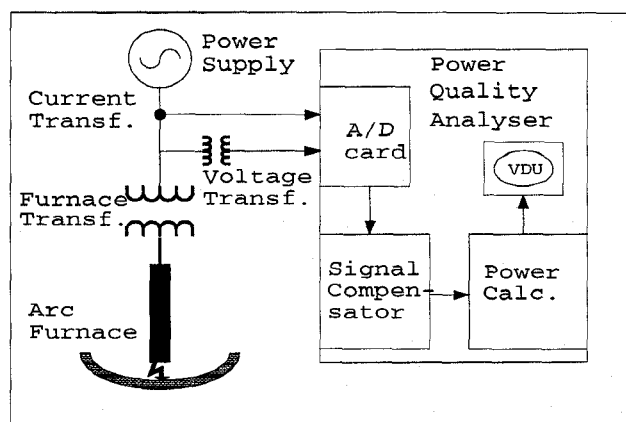 Power
Supply
Current
Transf.
Voltage
Transf.
Furnace
Transf.
Arc
Furnace
Power
Quality
Analyser
A/D
card
VDU
Signal
Compen-
sator
Power
Calc.